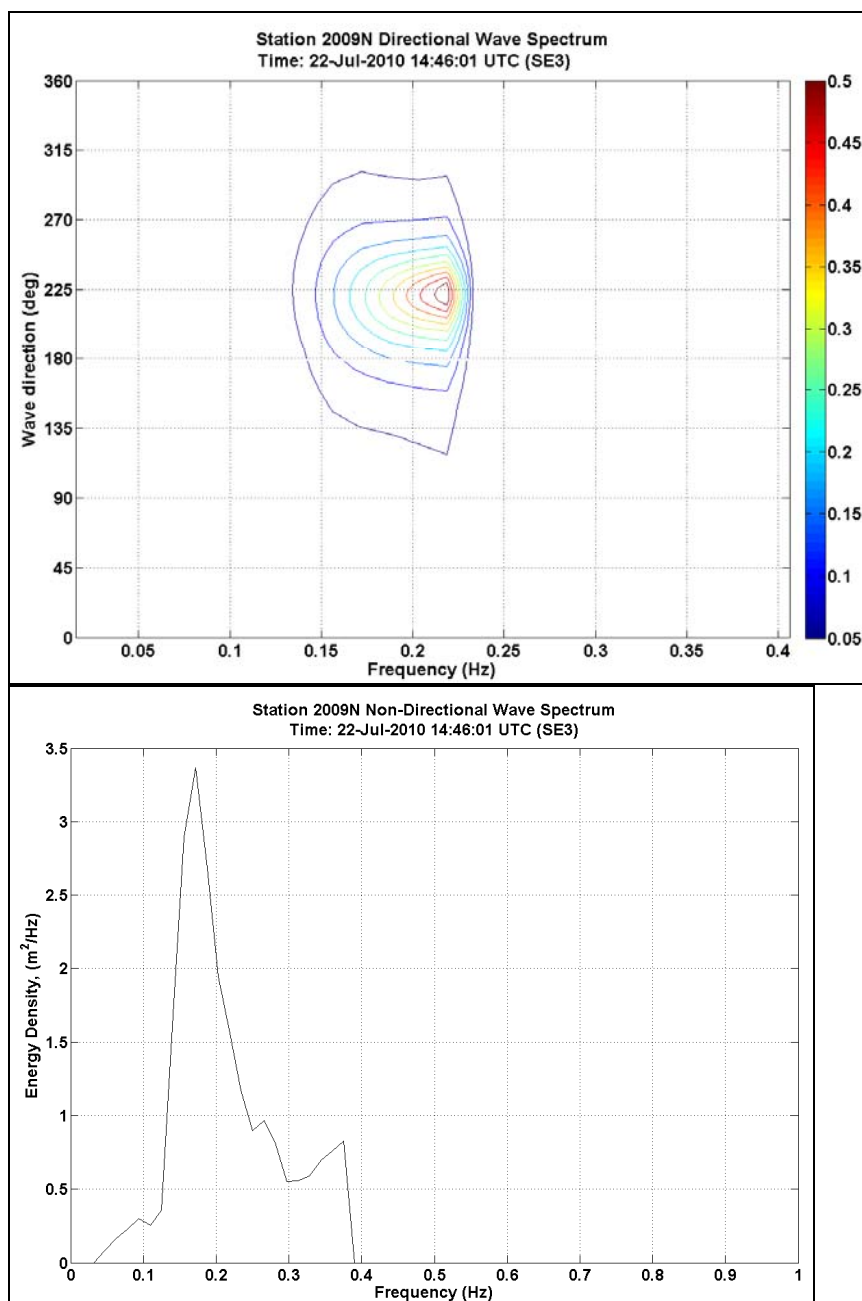 Station 2009N Directional Wave Spectrum
Time: 22-Jul-2010 14:46:01 UTC (SE3)
360
315
270
225
180
135
90
45
0
Wave direction (deg)
0.05 0.1 0.15 0.2 0.25 0.3 0.35 0.4
Frequency (Hz)
0.5
0.45
0.4
0.35
0.3
0.25
0.2
0.15
0.1
0.05
Station 2009N Non-Directional Wave Spectrum
Time: 22-Jul-2010 14:46:01 UTC (SE3)
3.5
3
2.5
2
1.5
1
0.5
0
Energy Density, (m²/Hz)
0 0.1 0.2 0.3 0.4 0.5 0.6 0.7 0.8 0.9 1
Frequency (Hz)